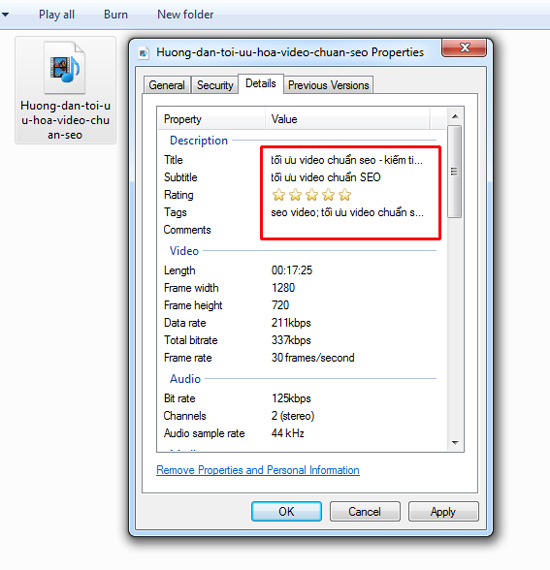 Play all Burn New folder
Huong-dan-toi-uu-hoa-video-chuan-seo Properties
General Security Details Previous Versions
Huong-dan-toi-u
u-hoa-video-chu
an-seo
Property Value
Description
Title tối ưu video chuẩn seo - kiếm ti...
Subtitle tối ưu video chuẩn SEO
Rating
Tags seo video; tối ưu video chuẩn s...
Comments
Video
Length 00:17:25
Frame width 1280
Frame height 720
Data rate 211kbps
Total bitrate 337kbps
Frame rate 30 frames/second
Audio
Bit rate 125kbps
Channels 2 (stereo)
Audio sample rate 44 kHz
Remove Properties and Personal Information
OK Cancel Apply